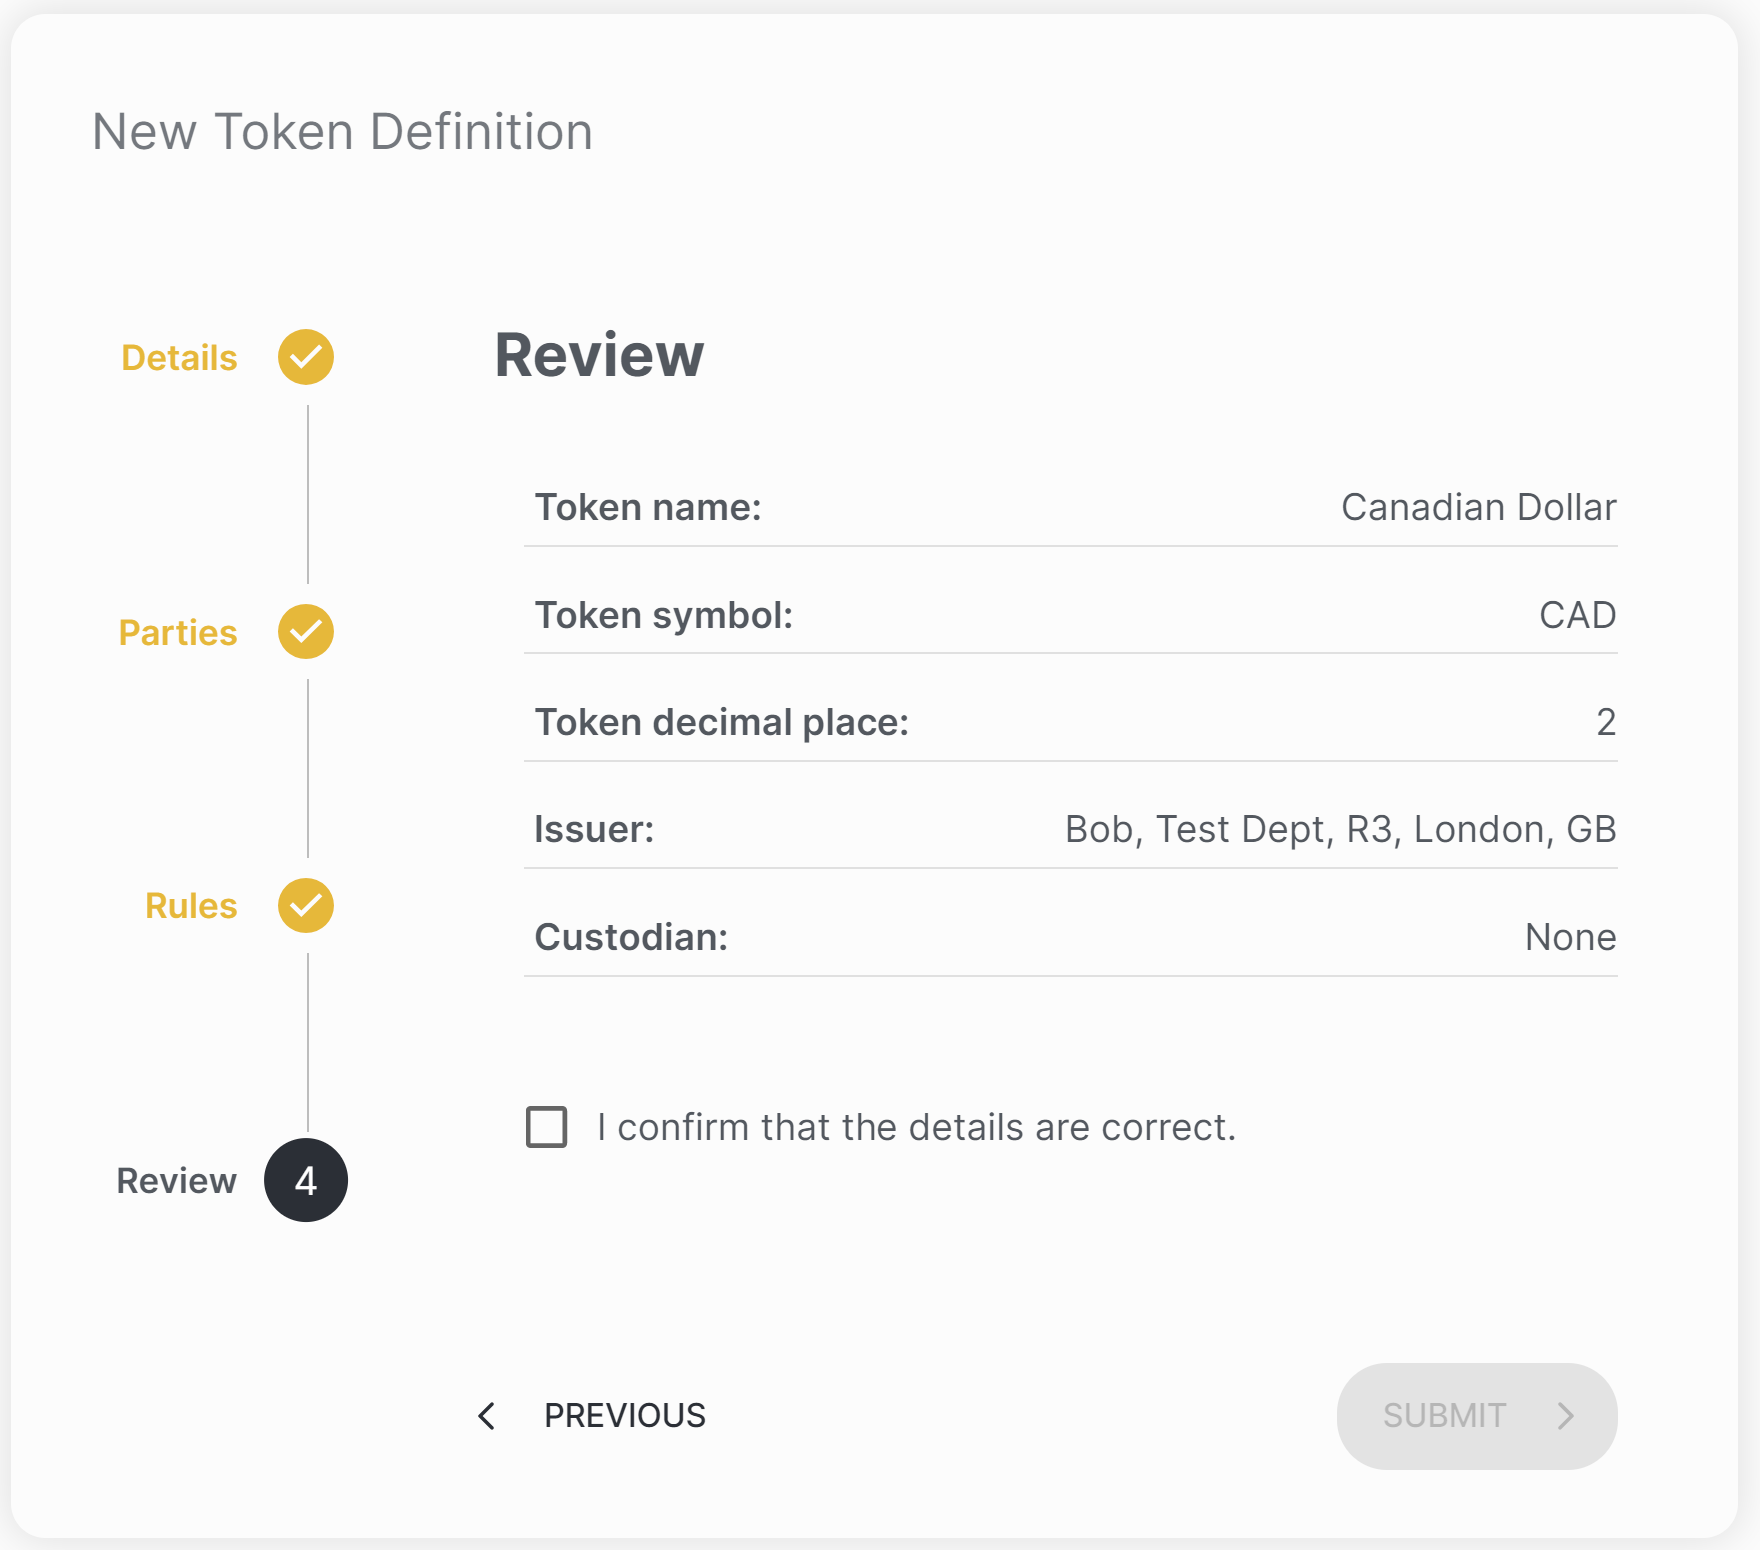 New Token Definition
Details
Parties
Rules
Review
4
Review
Token name: Canadian Dollar
Token symbol: CAD
Token decimal place: 2
Issuer: Bob, Test Dept, R3, London, GB
Custodian: None
I confirm that the details are correct.
PREVIOUS
SUBMIT